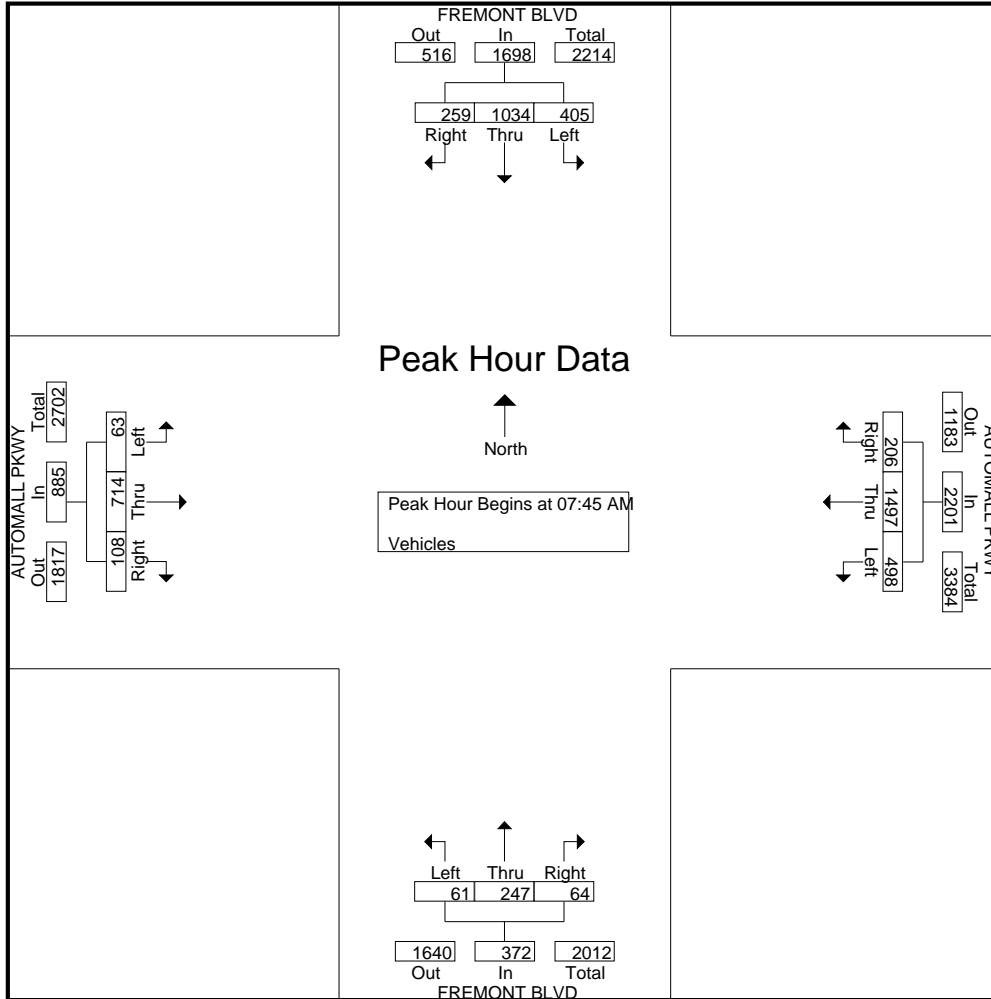 FREMONT BLVD
Out In Total
516 1698 2214
259 1034 405
Right Thru Left
Peak Hour Data
North
Peak Hour Begins at 07:45 AM
Vehicles
AUTOMALL PKWY
Total In Out
2702 885 1817
63 714 108
Left Thru Right
AUTOMALL PKWY
Out In Total
1183 2201 3384
206 1497 498
Right Thru Left
Left Thru Right
61 247 64
1640 372 2012
Out In Total
FREMONT BLVD